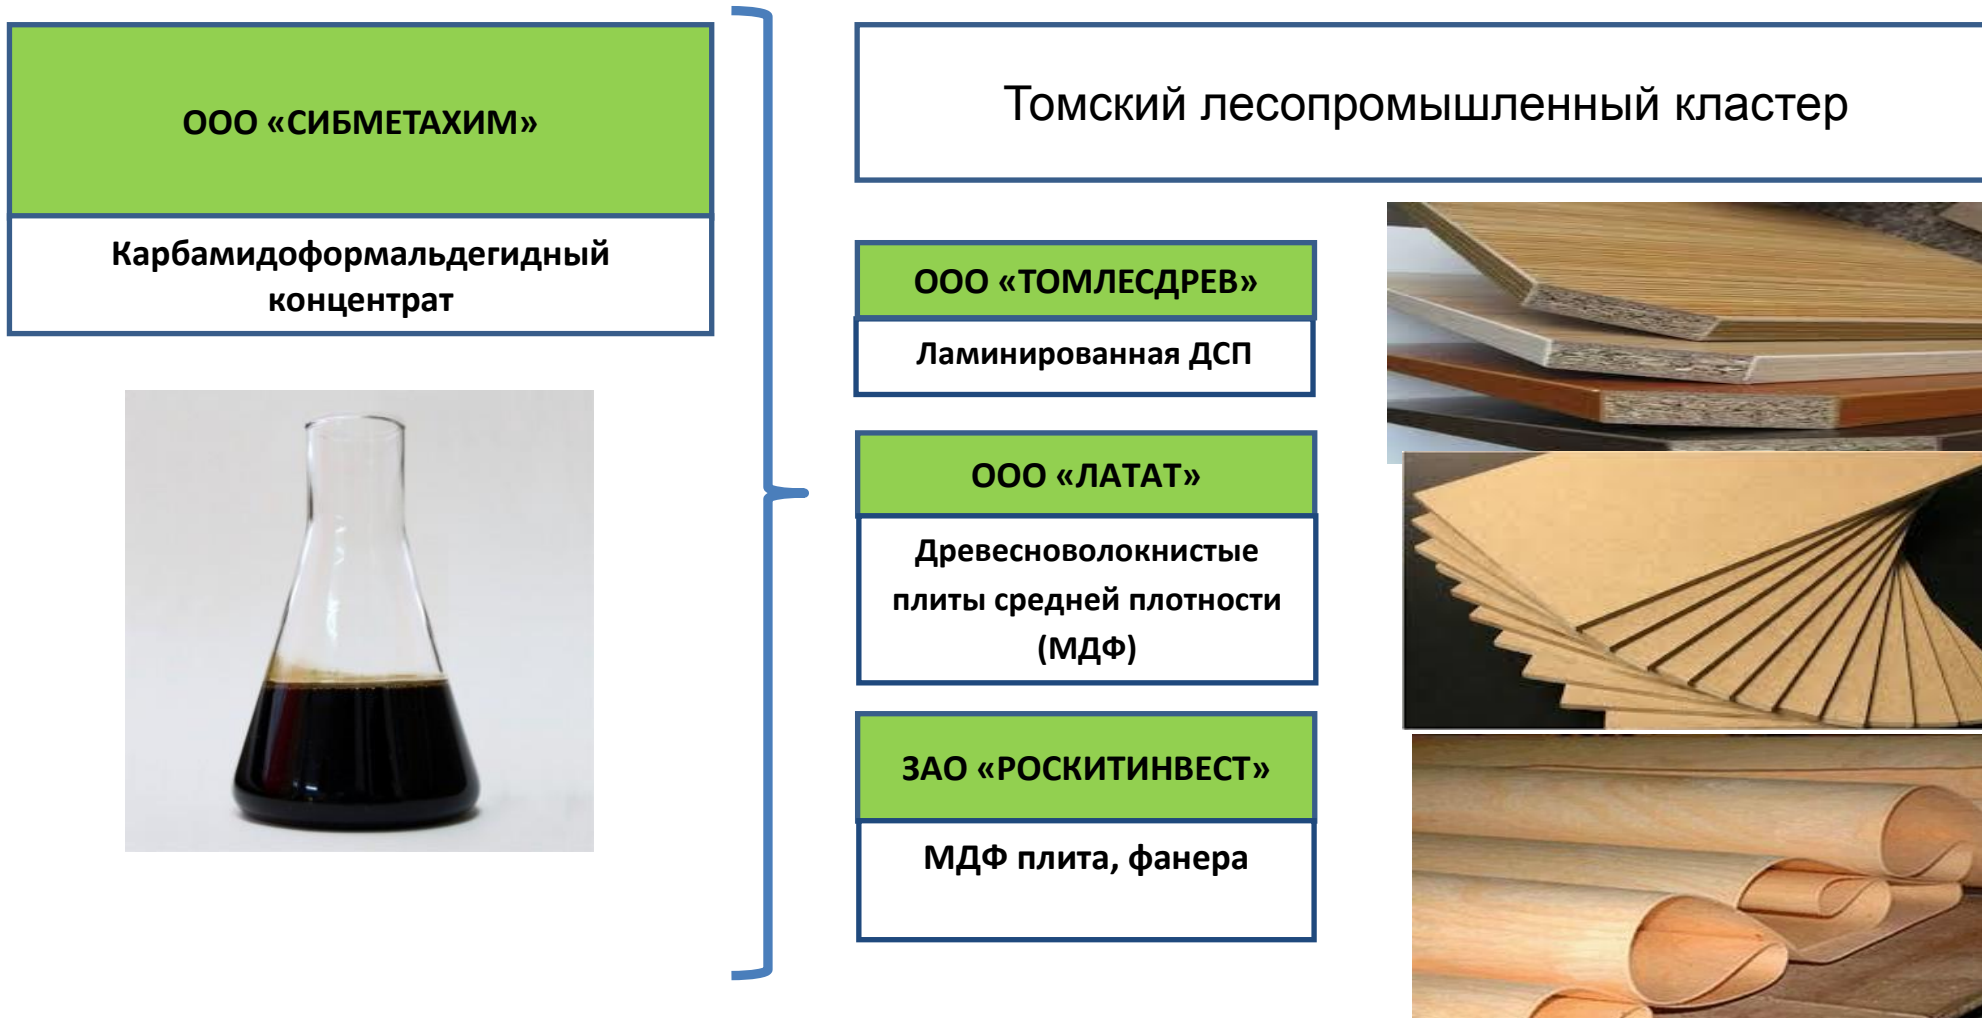 ООО «СИБМЕТАХИМ»
Карбамидоформальдегидный
концентрат
Томский лесопромышленный кластер
ООО «ТОМЛЕСДРЕВ»
Ламинированная ДСП
ООО «ЛАТАТ»
Древесноволокнистые
плиты средней плотности
(МДФ)
ЗАО «РОСКИТИНВЕСТ»
МДФ плита, фанера